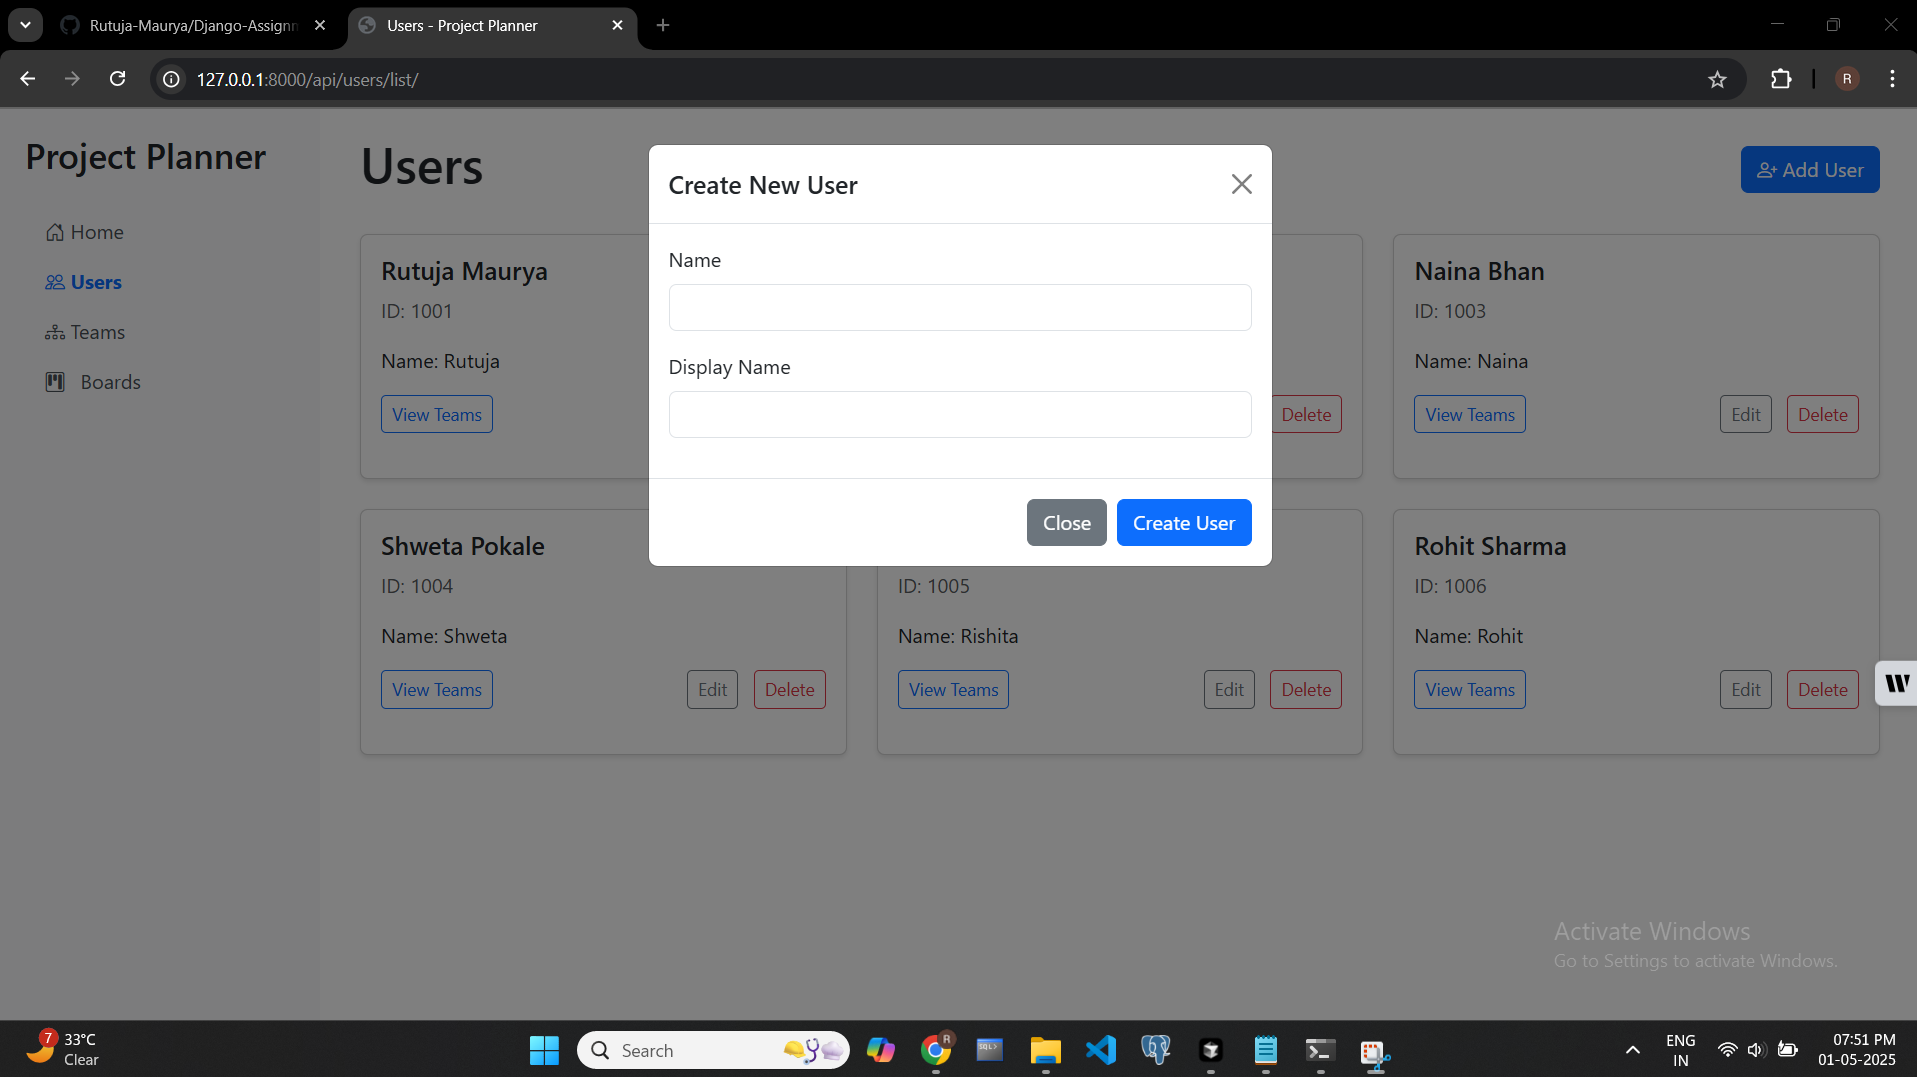 Rutuja-Maurya/Django-Assignm
Users - Project Planner
127.0.0.1:8000/api/users/list/
R
Project Planner
Home
Users
Teams
Boards
Users
Add User
Create New User
Name
Display Name
Close
Create User
Rutuja Maurya
ID: 1001
Name: Rutuja
View Teams
Delete
Naina Bhan
ID: 1003
Name: Naina
View Teams
Edit
Delete
Shweta Pokale
ID: 1004
Name: Shweta
View Teams
Edit
Delete
ID: 1005
Name: Rishita
View Teams
Edit
Delete
Rohit Sharma
ID: 1006
Name: Rohit
View Teams
Edit
Delete
W
Activate Windows
Go to Settings to activate Windows.
7
33°C
Clear
Search
R
SQL>
ENG
IN
07:51 PM
01-05-2025